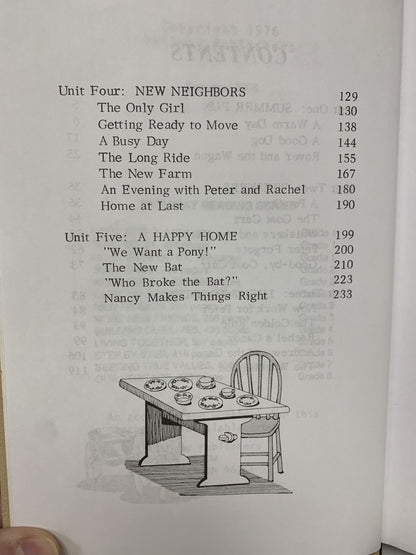 Unit Four: NEW NEIGHBORS 129
The Only Girl 130
Getting Ready to Move 138
A Busy Day 144
The Long Ride 155
The New Farm 167
An Evening with Peter and Rachel 180
Home at Last 190
Unit Five: A HAPPY HOME 199
"We Want a Pony!" 200
The New Bat 210
"Who Broke the Bat?" 223
Nancy Makes Things Right 233